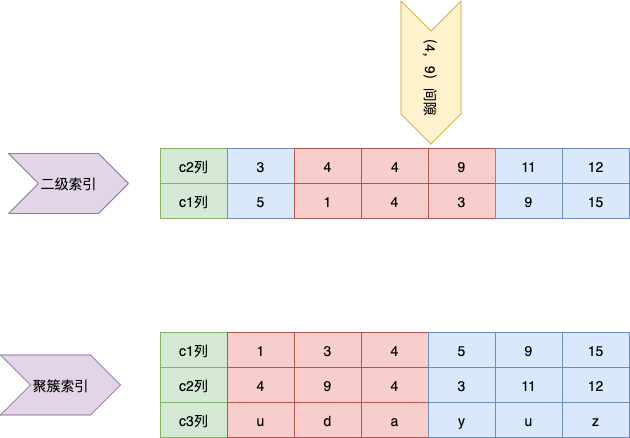 (4, 9) 间隙
二级索引
c2列 3 4 4 9 11 12
c1列 5 1 4 3 9 15
聚簇索引
c1列 1 3 4 5 9 15
c2列 4 9 4 3 11 12
c3列 u d a y u z